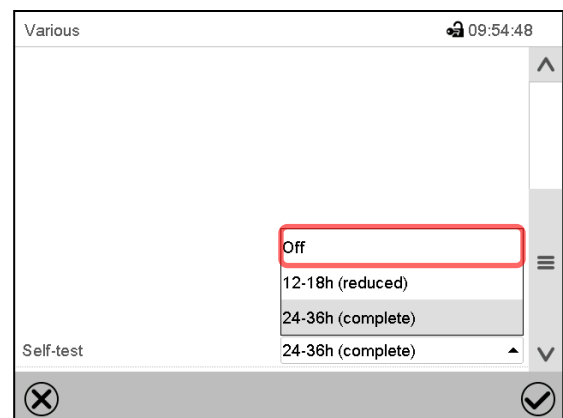 Various 09:54:48
Off
12-18h (reduced)
24-36h (complete)
Self-test 24-36h (complete)